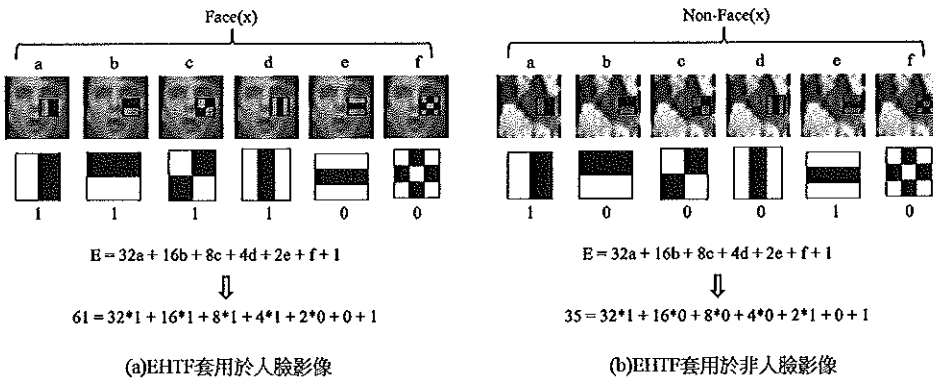 Face(x)
a b c d e f
1 1 1 1 0 0
E = 32a + 16b + 8c + 4d + 2e + f + 1
61 = 32*1 + 16*1 + 8*1 + 4*1 + 2*0 + 0 + 1
(a)EHTF套用於人臉影像
Non-Face(x)
a b c d e f
1 0 0 0 1 0
E = 32a + 16b + 8c + 4d + 2e + f + 1
35 = 32*1 + 16*0 + 8*0 + 4*0 + 2*1 + 0 + 1
(b)EHTF套用於非人臉影像